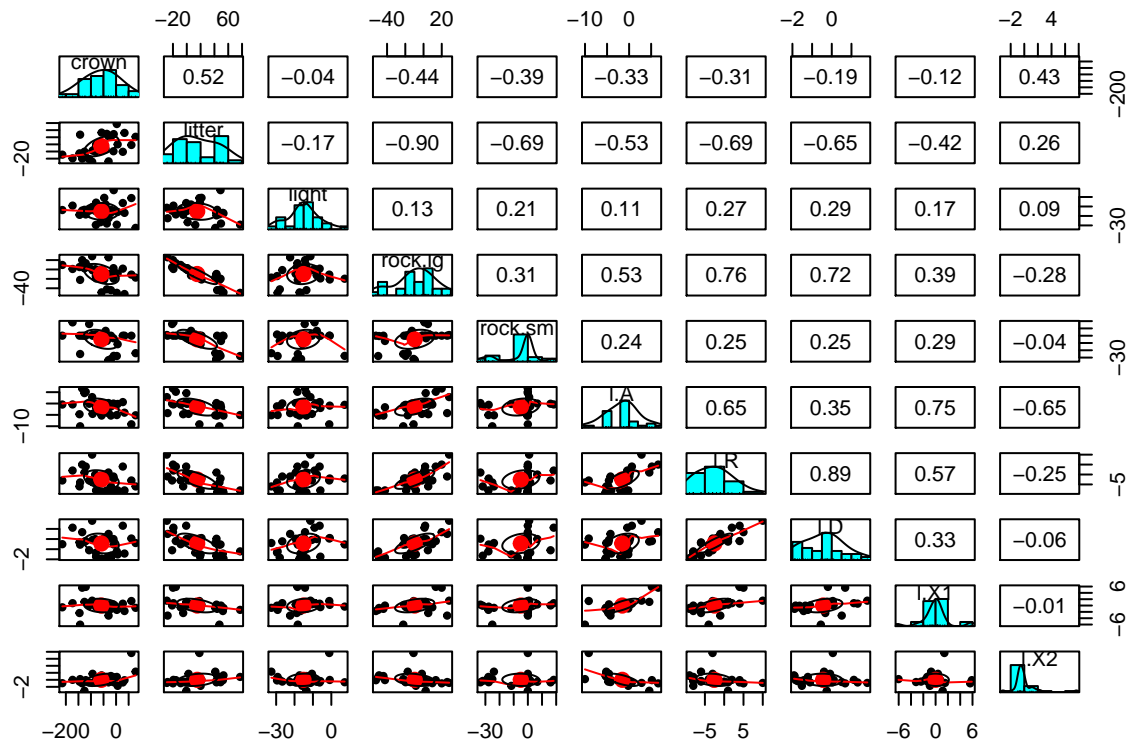 −20 60 −40 20 −10 0 −2 0 −2 4
crown 0.52 −0.04 −0.44 −0.39 −0.33 −0.31 −0.19 −0.12 0.43 −200
−20 litter −0.17 −0.90 −0.69 −0.53 −0.69 −0.65 −0.42 0.26
light 0.13 0.21 0.11 0.27 0.29 0.17 0.09 −30
−40 rock.lg 0.31 0.53 0.76 0.72 0.39 −0.28
rock.sm 0.24 0.25 0.25 0.29 −0.04 −30
−10 l.A 0.65 0.35 0.75 −0.65
l.R 0.89 0.57 −0.25 −5
−2 l.D 0.33 −0.06
l.X1 −0.01 −6 6
−2 l.X2
−200 0 −30 0 −30 0 −5 5 −6 0 6